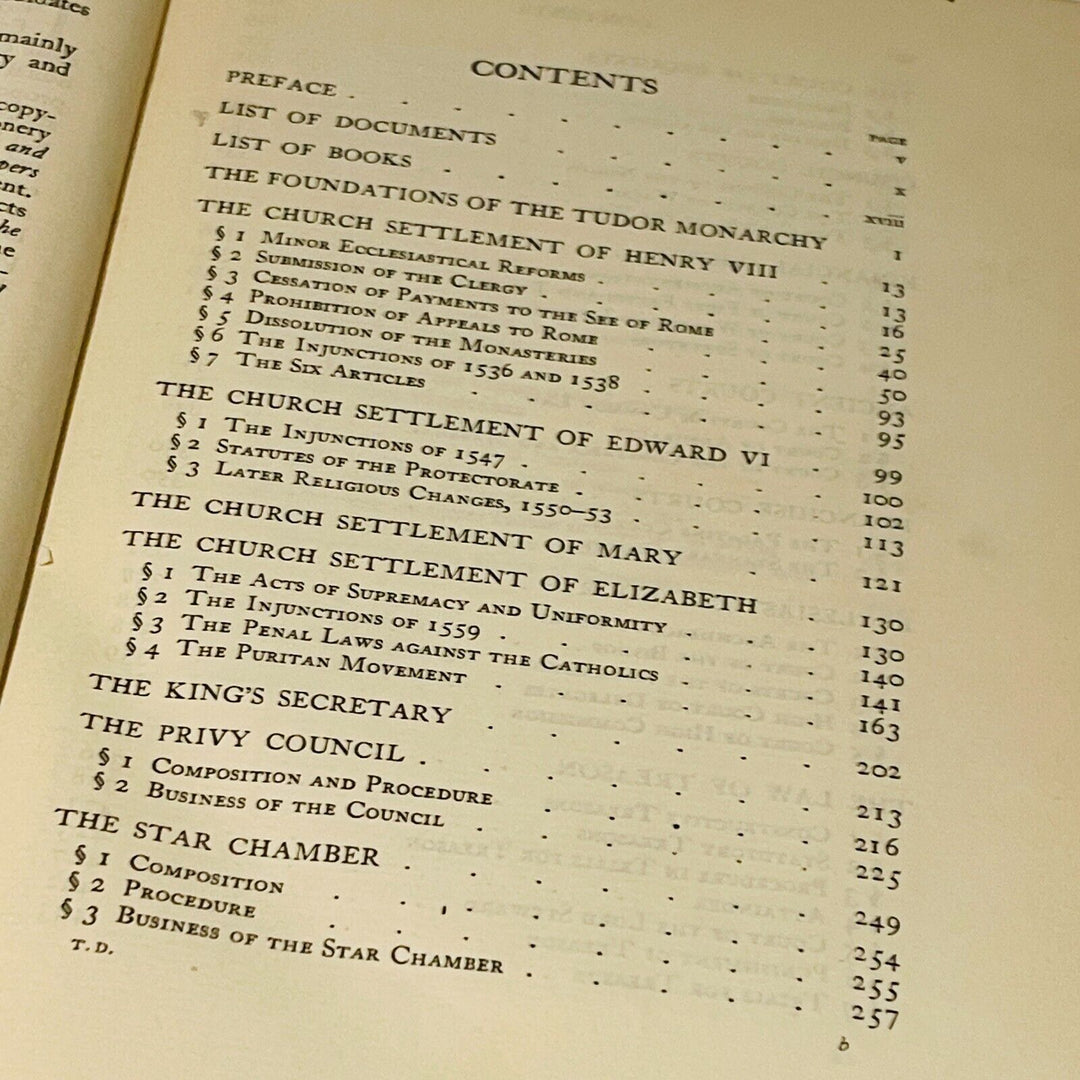 mainly
and
copy-
and
CONTENTS
PAGE
PREFACE . . . . . . . . . . v
LIST OF DOCUMENTS . . . . . . x
LIST OF BOOKS . . . . . . . . xviii
THE FOUNDATIONS OF THE TUDOR MONARCHY 1
THE CHURCH SETTLEMENT OF HENRY VIII . 13
§ 1 Minor Ecclesiastical Reforms . . . . . 13
§ 2 Submission of the Clergy . . . . . . 16
§ 3 Cessation of Payments to the See of Rome . . 25
§ 4 Prohibition of Appeals to Rome . . . . 40
§ 5 Dissolution of the Monasteries . . . . 50
§ 6 The Injunctions of 1536 and 1538 . . . . 93
§ 7 The Six Articles . . . . . . . 95
THE CHURCH SETTLEMENT OF EDWARD VI . 99
§ 1 The Injunctions of 1547 . . . . . . 100
§ 2 Statutes of the Protectorate . . . . . 102
§ 3 Later Religious Changes, 1550–53 . . . . 113
THE CHURCH SETTLEMENT OF MARY . . 121
THE CHURCH SETTLEMENT OF ELIZABETH . 130
§ 1 The Acts of Supremacy and Uniformity . . . 130
§ 2 The Injunctions of 1559 . . . . . . 140
§ 3 The Penal Laws against the Catholics . . . 141
§ 4 The Puritan Movement . . . . . . 163
THE KING'S SECRETARY . . . . . . 202
THE PRIVY COUNCIL . . . . . . . 213
§ 1 Composition and Procedure . . . . . 216
§ 2 Business of the Council . . . . . . 225
THE STAR CHAMBER . . . . . . . 249
§ 1 Composition . . . . . . . . 254
§ 2 Procedure . . . . . . . . 255
§ 3 Business of the Star Chamber . . . . . 257
T.D.
b